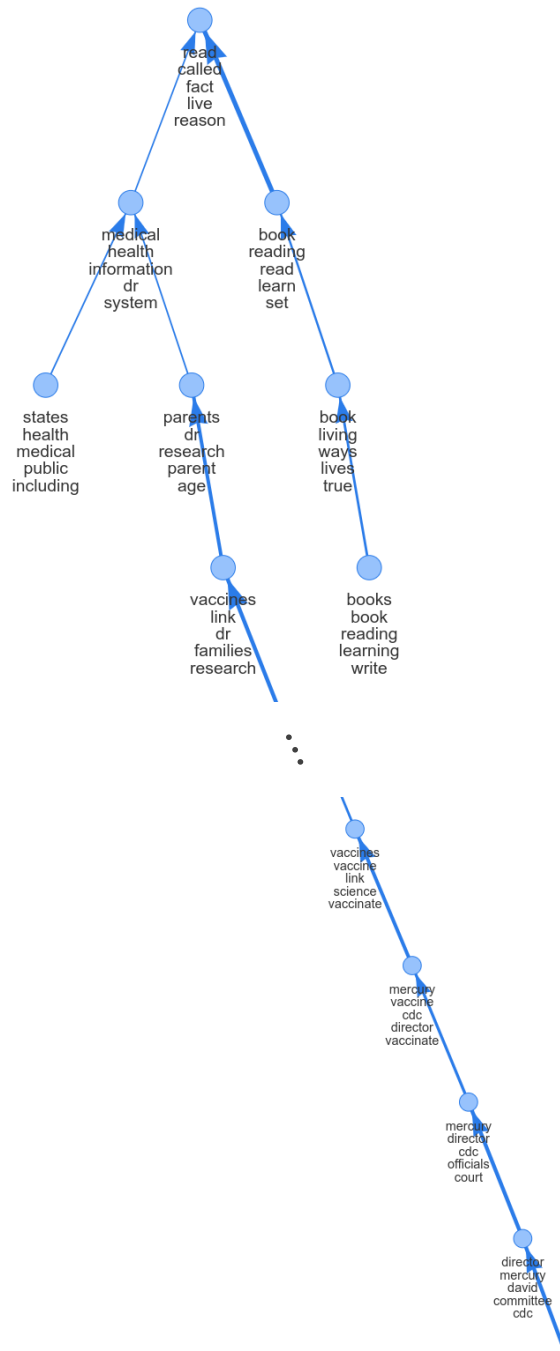 read
called
fact
live
reason
medical
health
information
dr
system
book
reading
read
learn
set
states
health
medical
public
including
parents
dr
research
parent
age
book
living
ways
lives
true
vaccines
link
dr
families
research
books
book
reading
learning
write
vaccines
vaccine
link
science
vaccinate
mercury
vaccine
cdc
director
vaccinate
mercury
director
cdc
officials
court
director
mercury
david
committee
cdc